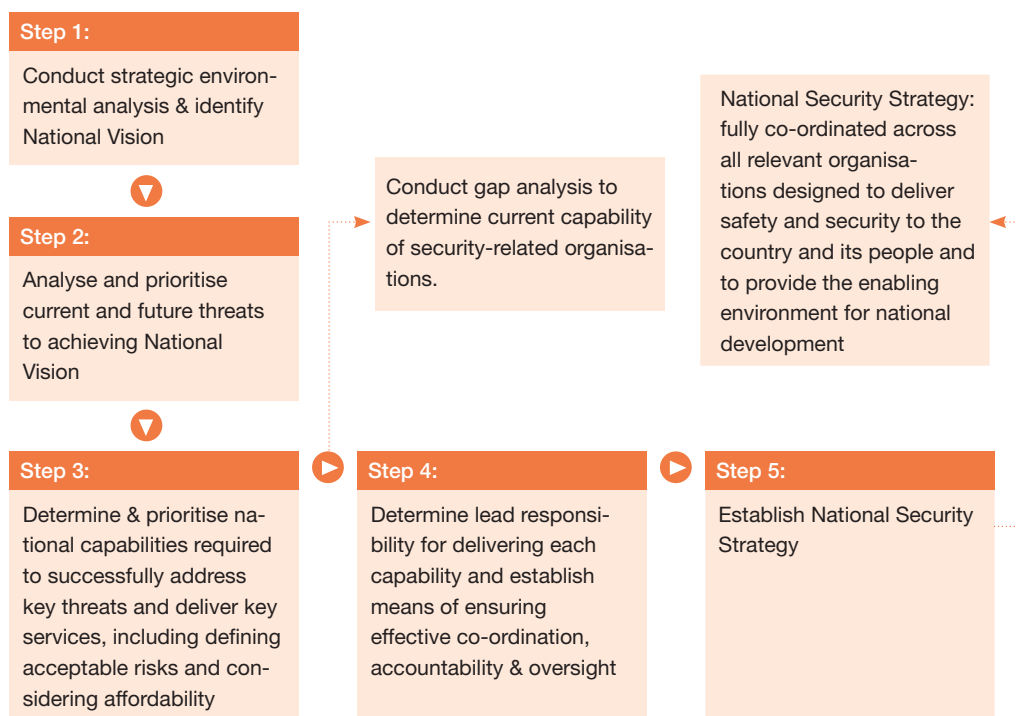 Step 1:
Conduct strategic environ-
mental analysis & identify
National Vision
Step 2:
Analyse and prioritise
current and future threats
to achieving National
Vision
Step 3:
Determine & prioritise na-
tional capabilities required
to successfully address
key threats and deliver key
services, including defining
acceptable risks and con-
sidering affordability
Conduct gap analysis to
determine current capability
of security-related organisa-
tions.
Step 4:
Determine lead responsi-
bility for delivering each
capability and establish
means of ensuring
effective co-ordination,
accountability & oversight
Step 5:
Establish National Security
Strategy
National Security Strategy:
fully co-ordinated across
all relevant organisa-
tions designed to deliver
safety and security to the
country and its people and
to provide the enabling
environment for national
development